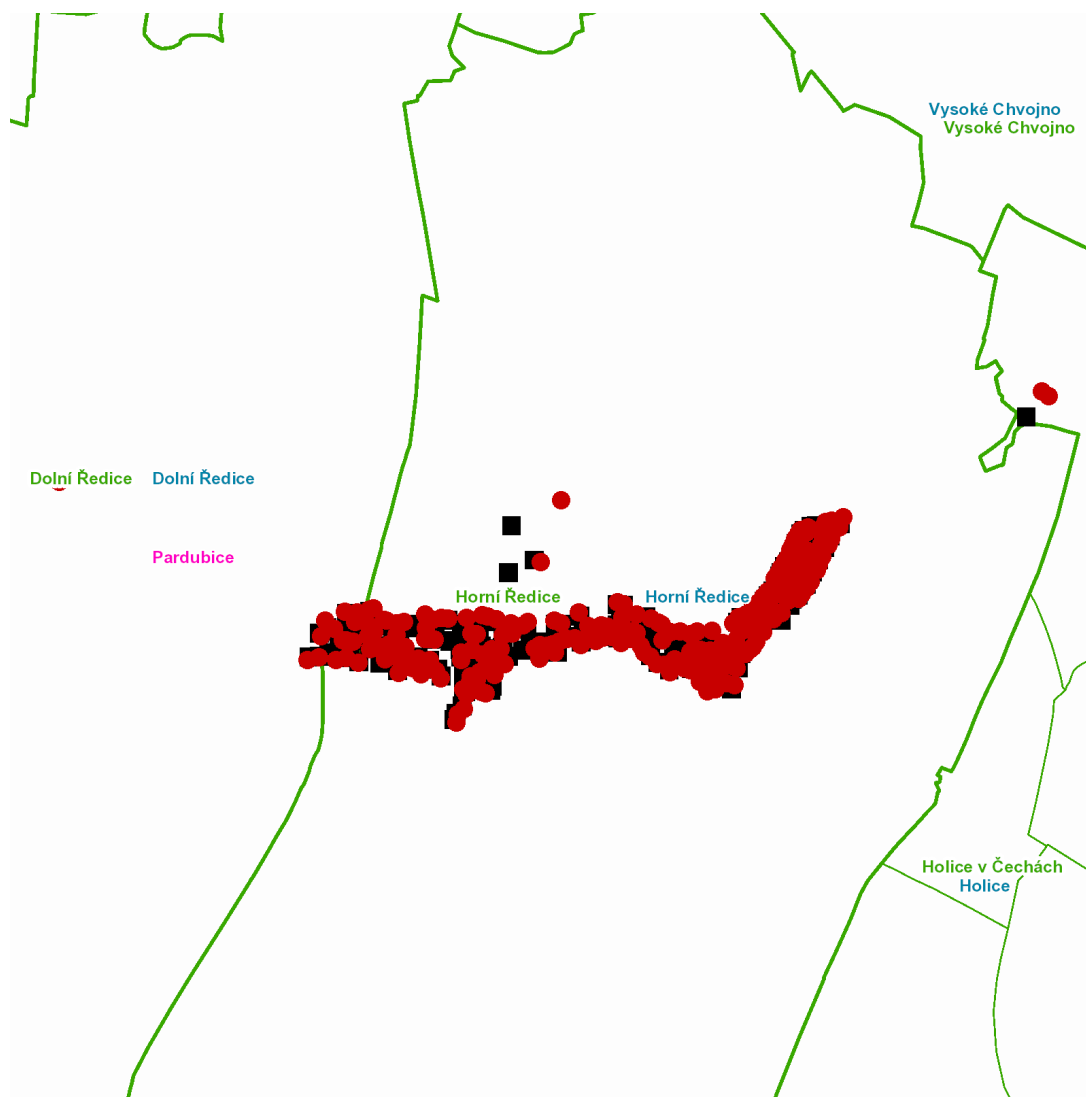 Vysoké Chvojno
Vysoké Chvojno
Dolní Ředice
Dolní Ředice
Pardubice
Horní Ředice
Horní Ředice
Holice v Čechách
Holice